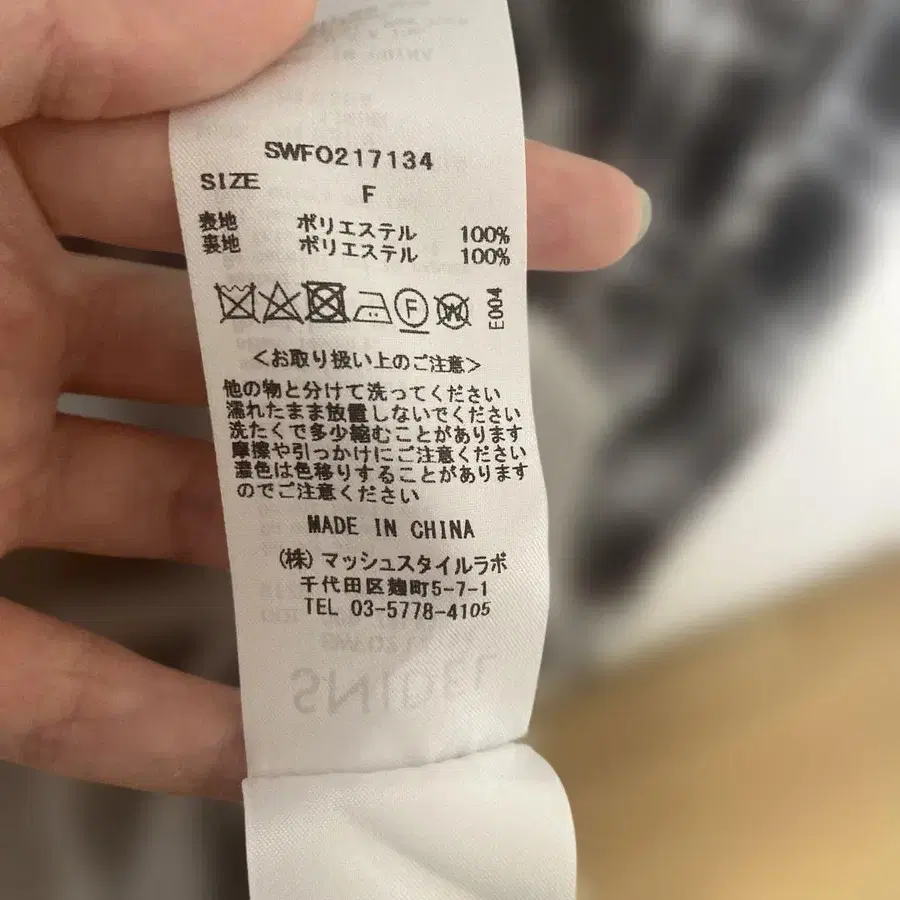 SWFO217134
SIZE F
表地 ポリエステル 100%
裏地 ポリエステル 100%
F W E004
<お取り扱い上のご注意>
他の物と分けて洗ってください
濡れたまま放置しないでください
洗たくで多少縮むことがあります
摩擦や引っかけにご注意ください
濃色は色移りすることがあります
のでご注意ください
MADE IN CHINA
(株)マッシュスタイルラボ
千代田区麹町5-7-1
TEL 03-5778-4105
SNIDEL